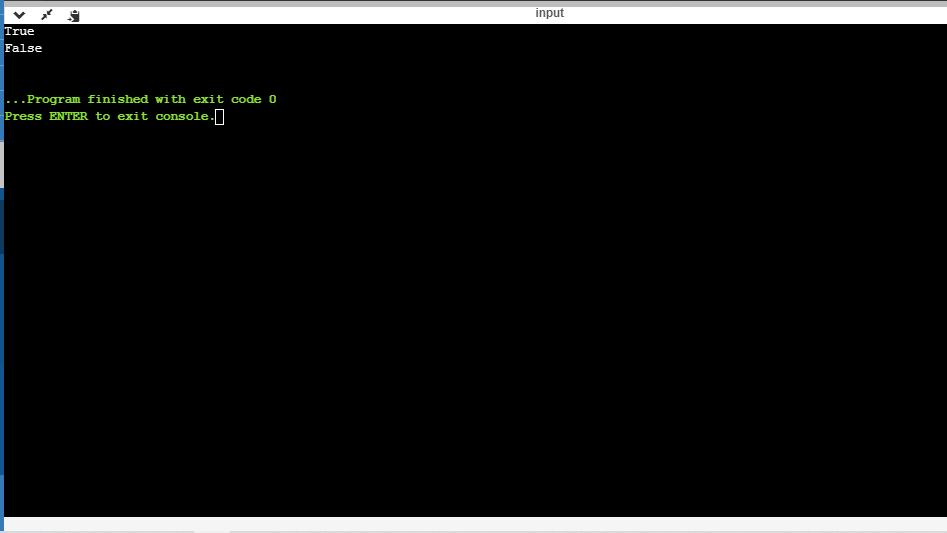 input
True
False
...Program finished with exit code 0
Press ENTER to exit console.